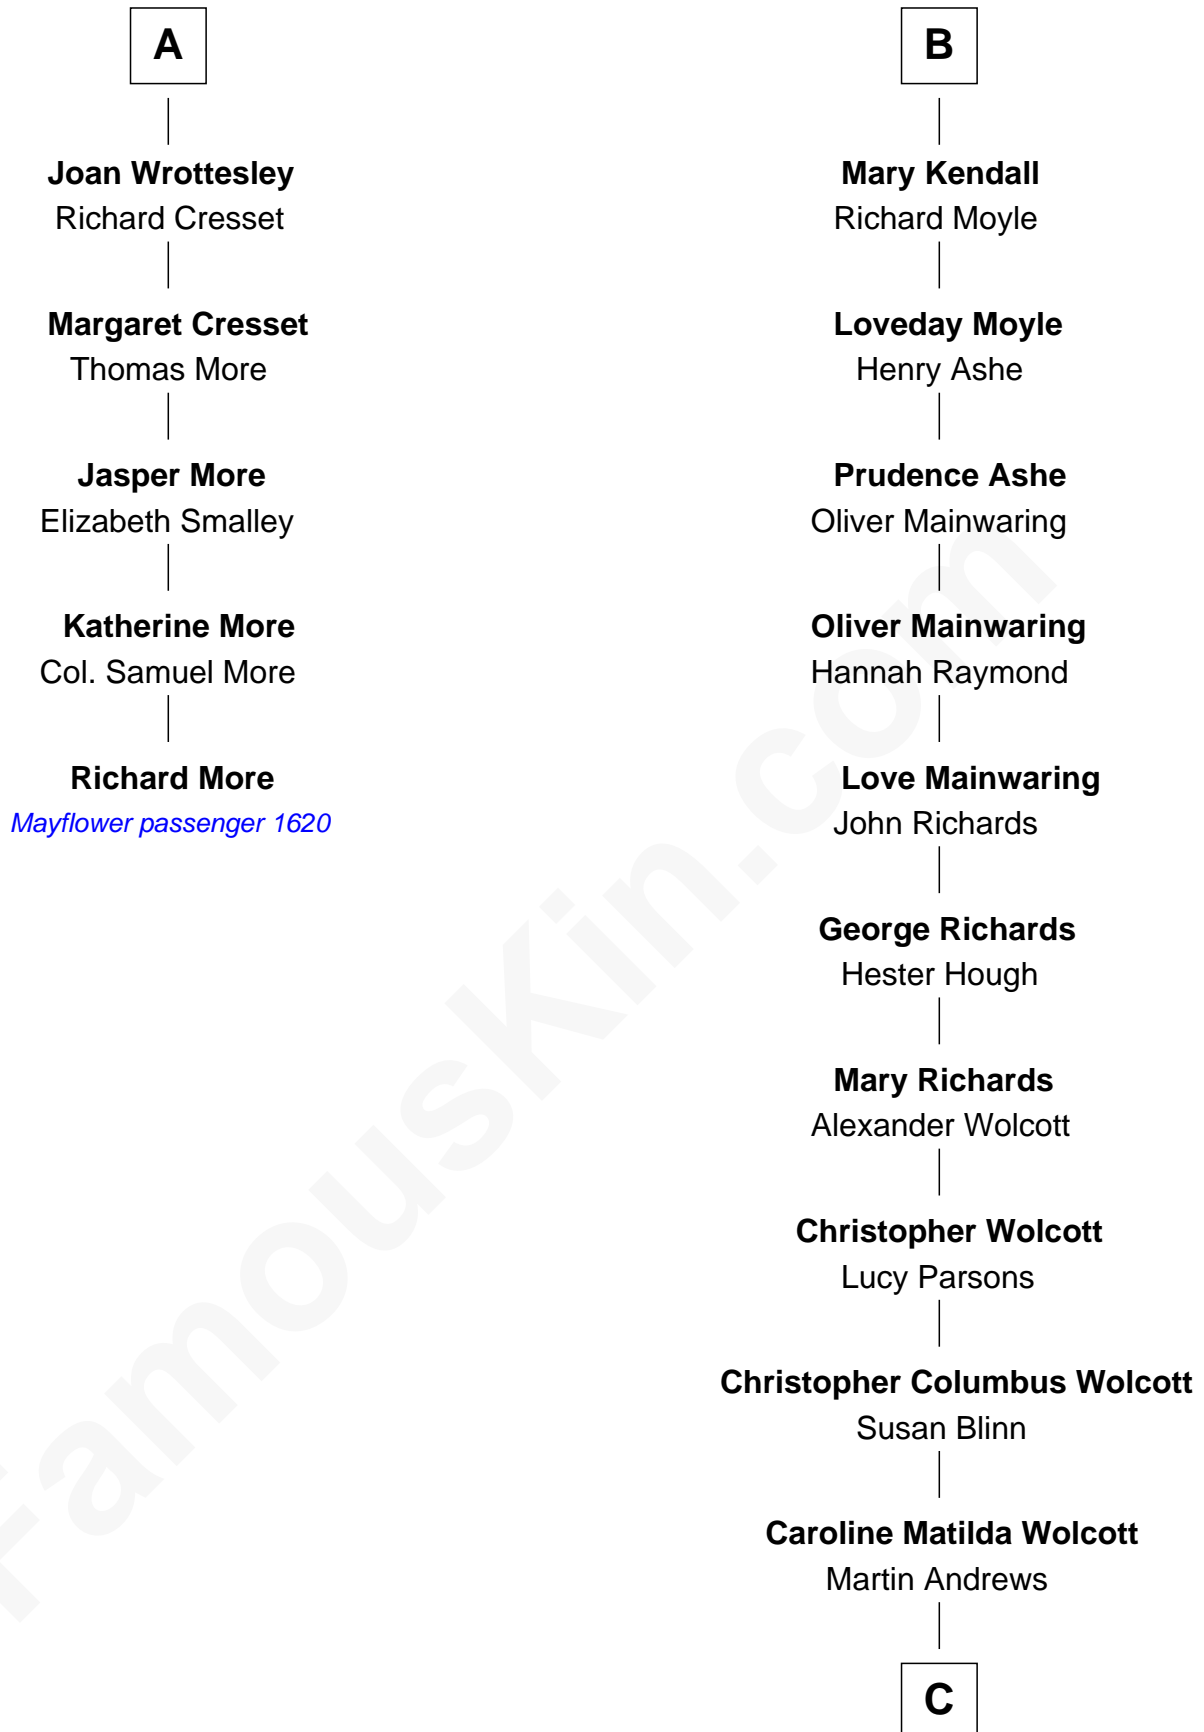 A
Joan Wrottesley
Richard Cresset
Margaret Cresset
Thomas More
Jasper More
Elizabeth Smalley
Katherine More
Col. Samuel More
Richard More
Mayflower passenger 1620
B
Mary Kendall
Richard Moyle
Loveday Moyle
Henry Ashe
Prudence Ashe
Oliver Mainwaring
Oliver Mainwaring
Hannah Raymond
Love Mainwaring
John Richards
George Richards
Hester Hough
Mary Richards
Alexander Wolcott
Christopher Wolcott
Lucy Parsons
Christopher Columbus Wolcott
Susan Blinn
Caroline Matilda Wolcott
Martin Andrews
C
FamousKin.com